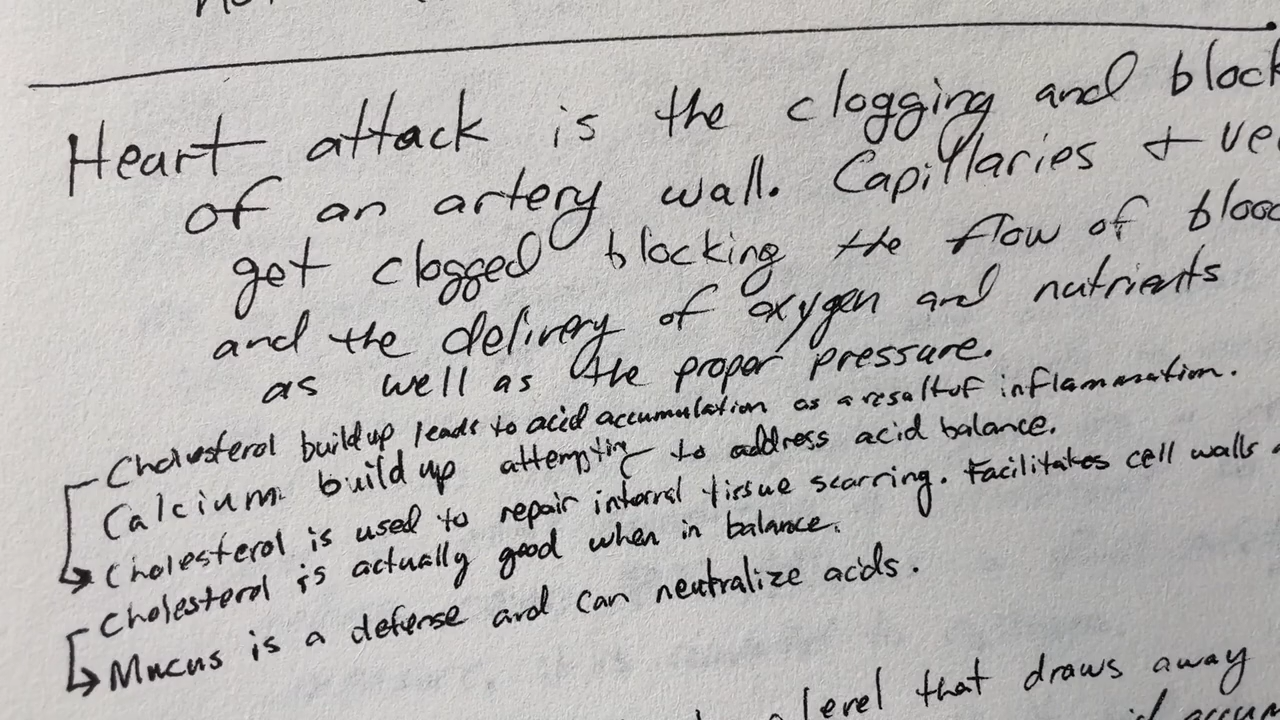 Heart attack is the clogging and block
of an artery wall. Capillaries + ve
get clogged blocking the flow of blood
and the delivery of oxygen and nutrients
as well as the proper pressure.
Cholesterol buildup leads to acid accumulation as a result of inflammation.
Calcium build up attempting to address acid balance.
Cholesterol is used to repair internal tissue scarring. Facilitates cell walls
Cholesterol is actually good when in balance.
Mucus is a defense and can neutralize acids.
level that draws away